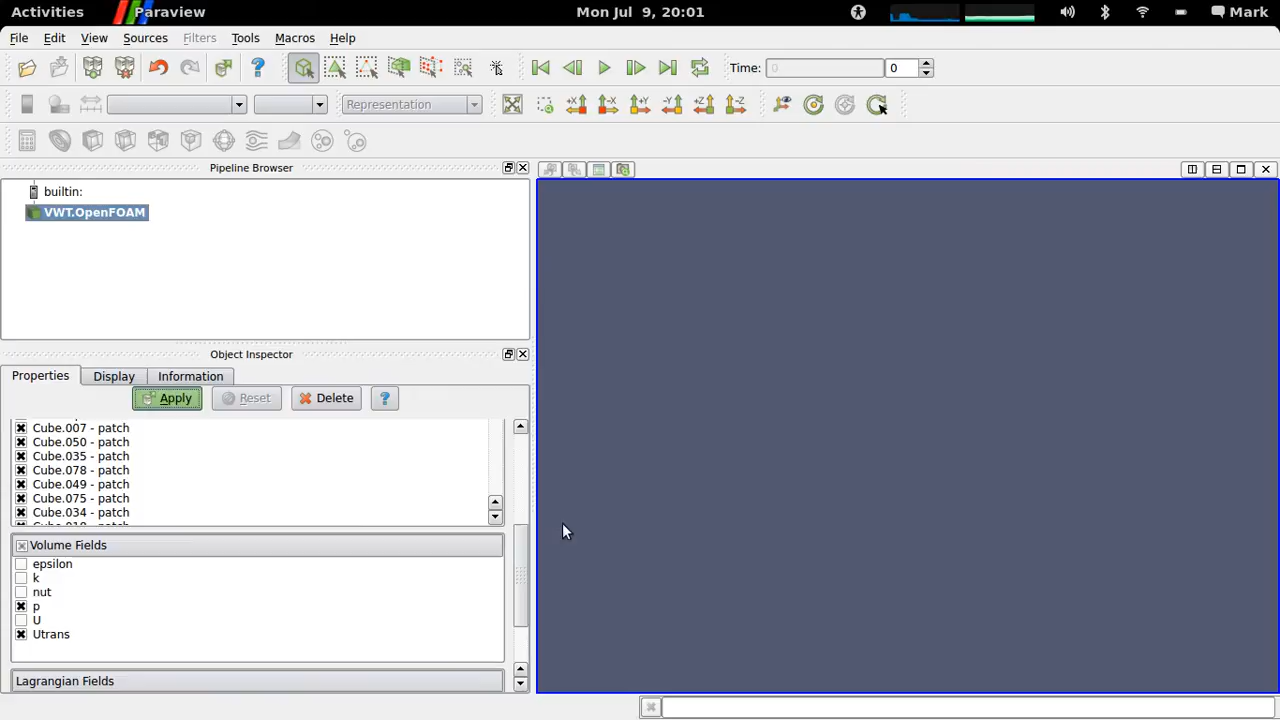 Activities Paraview Mon Jul 9, 20:01 Mark
File Edit View Sources Filters Tools Macros Help
Time: 0 0
Representation
Pipeline Browser
builtin:
VWT.OpenFOAM
Object Inspector
Properties Display Information
Apply Reset Delete
Cube.007 - patch
Cube.050 - patch
Cube.035 - patch
Cube.078 - patch
Cube.049 - patch
Cube.075 - patch
Cube.034 - patch
Volume Fields
epsilon
k
nut
p
U
Utrans
Lagrangian Fields